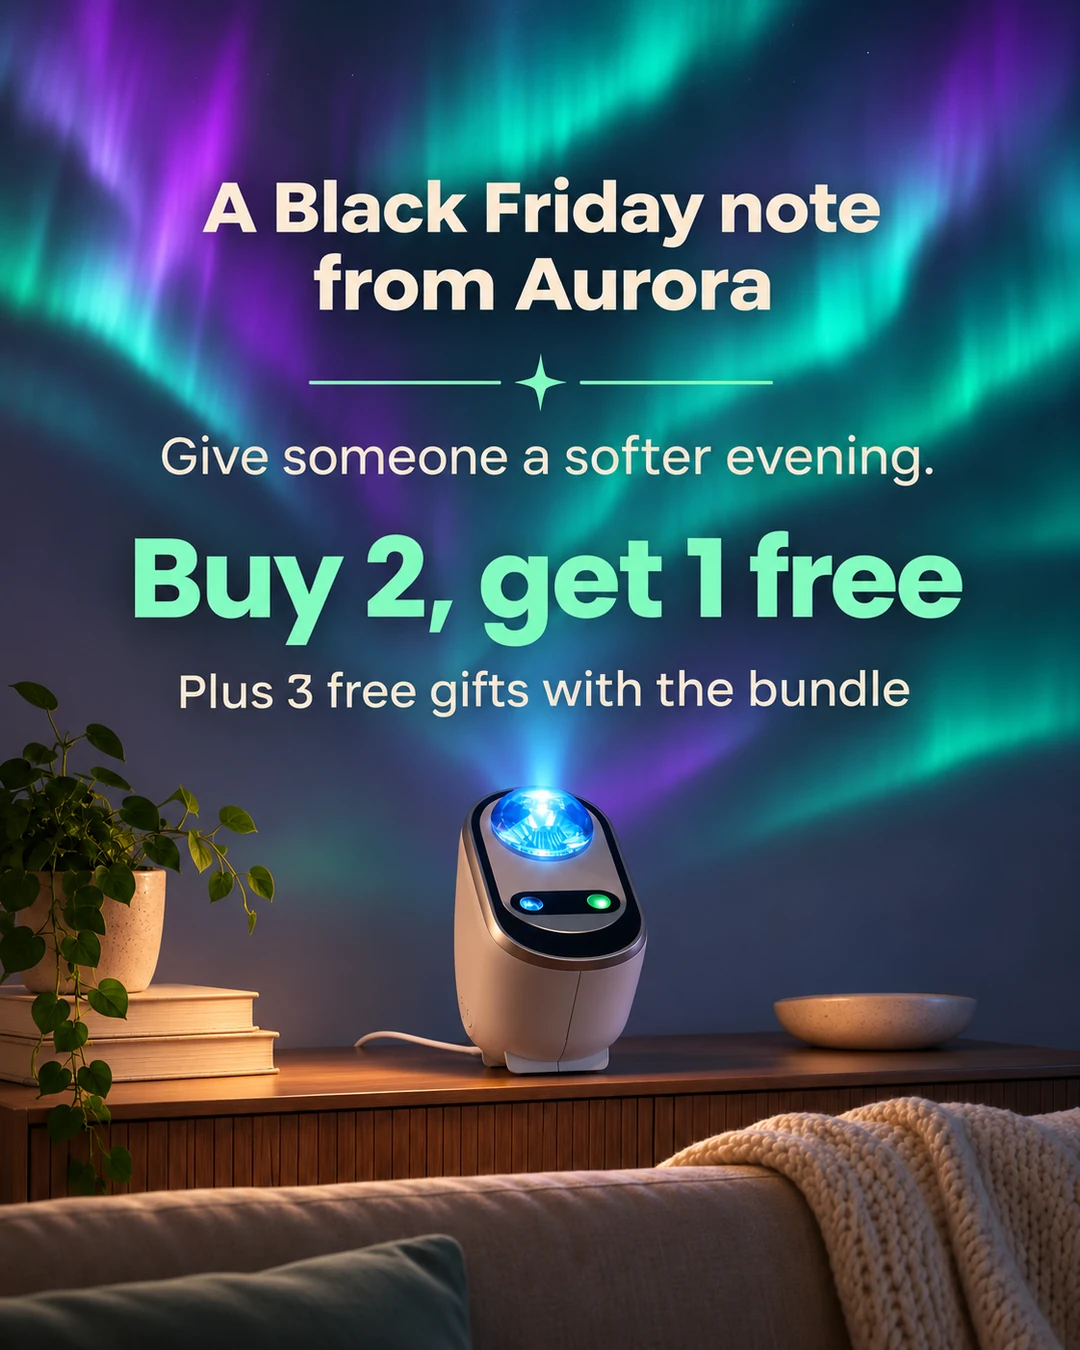 A Black Friday note
from Aurora
Give someone a softer evening.
Buy 2, get 1 free
Plus 3 free gifts with the bundle